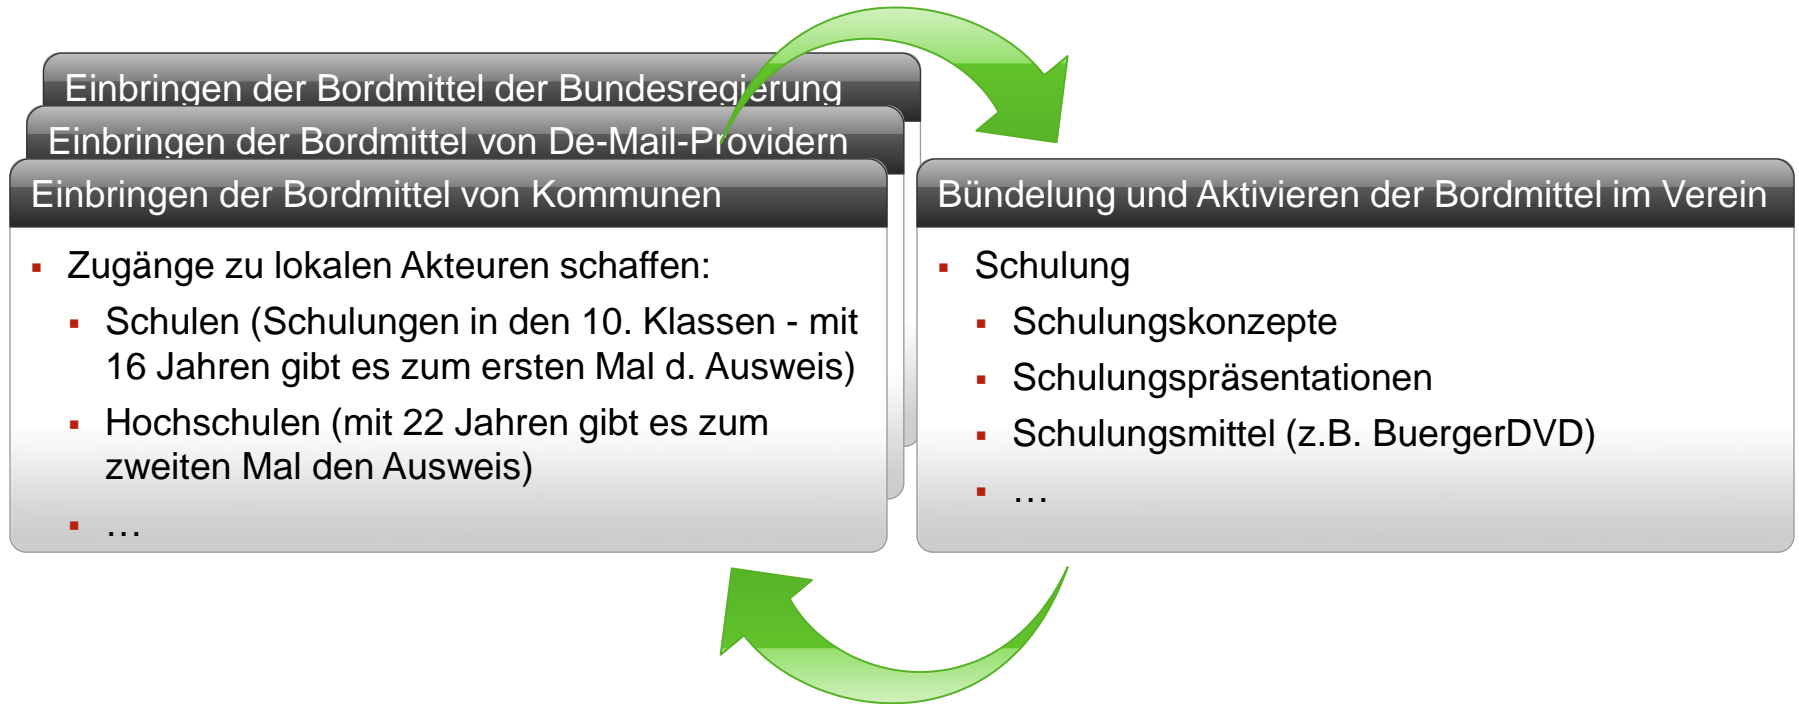 Einbringen der Bordmittel der Bundesregierung
Einbringen der Bordmittel von De-Mail-Providern
Einbringen der Bordmittel von Kommunen
▪ Zugänge zu lokalen Akteuren schaffen:
▪ Schulen (Schulungen in den 10. Klassen - mit
16 Jahren gibt es zum ersten Mal d. Ausweis)
▪ Hochschulen (mit 22 Jahren gibt es zum
zweiten Mal den Ausweis)
▪ …
Bündelung und Aktivieren der Bordmittel im Verein
▪ Schulung
▪ Schulungskonzepte
▪ Schulungspräsentationen
▪ Schulungsmittel (z.B. BuergerDVD)
▪ …